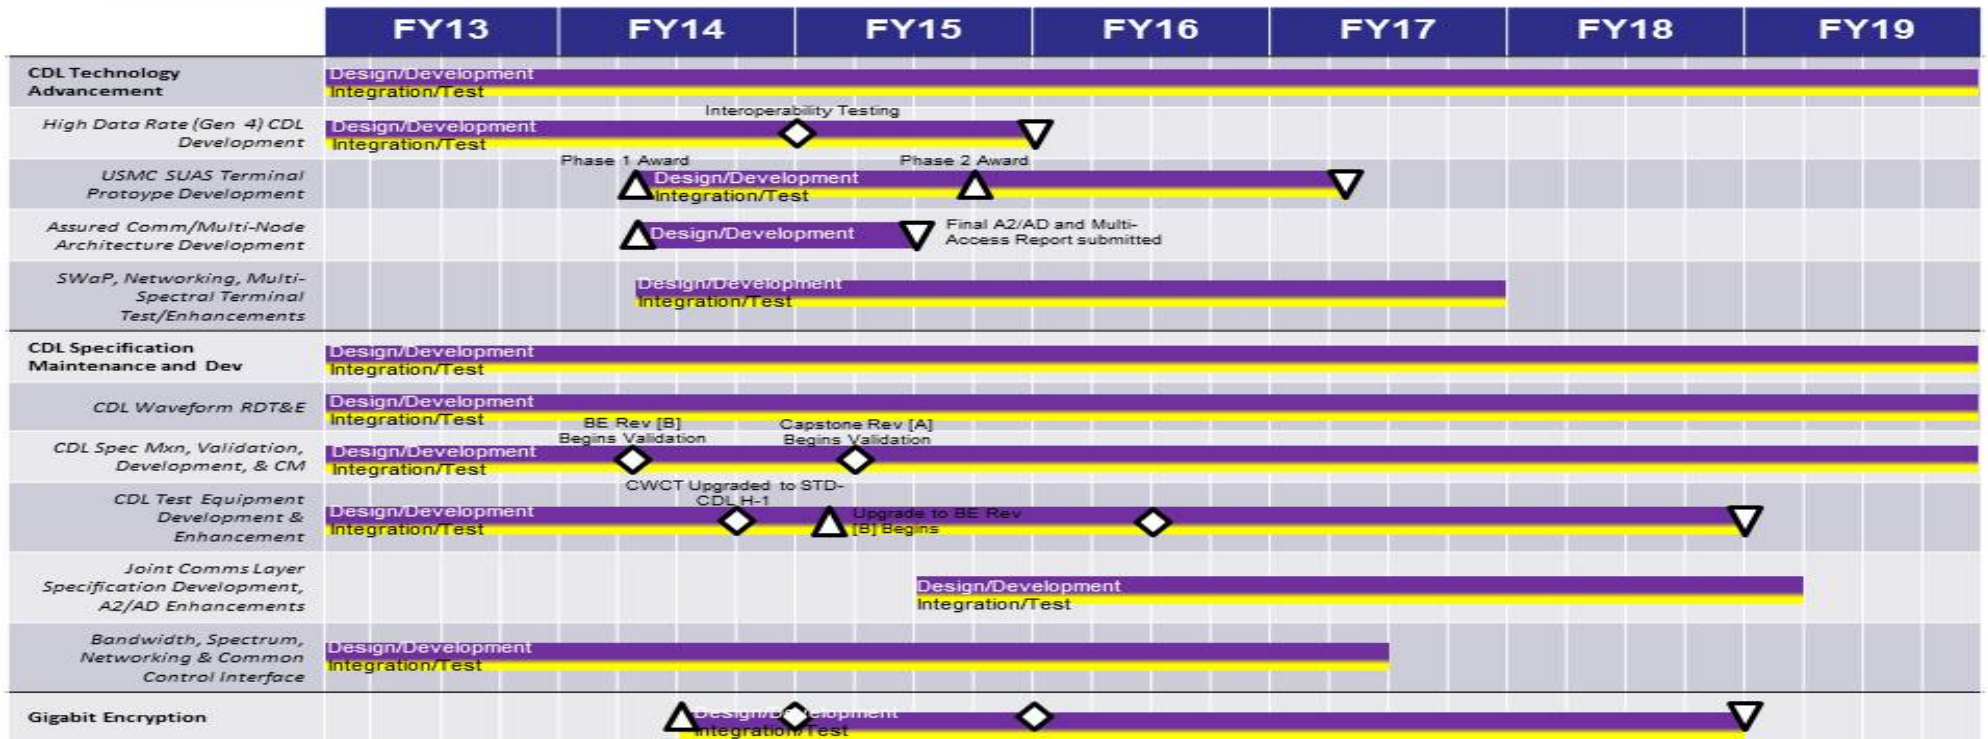 FY13 FY14 FY15 FY16 FY17 FY18 FY19
CDL Technology
Advancement
Design/Development
Integration/Test
High Data Rate (Gen 4) CDL
Development
Design/Development
Integration/Test
Interoperability Testing
USMC SUAS Terminal
Protoype Development
Phase 1 Award
Design/Development
Integration/Test
Phase 2 Award
Assured Comm/Multi-Node
Architecture Development
Design/Development
Final A2/AD and Multi-
Access Report submitted
SWaP, Networking, Multi-
Spectral Terminal
Test/Enhancements
Design/Development
Integration/Test
CDL Specification
Maintenance and Dev
Design/Development
Integration/Test
CDL Waveform RDT&E
Design/Development
Integration/Test
CDL Spec Mxn, Validation,
Development, & CM
Design/Development
Integration/Test
BE Rev [B]
Begins Validation
Capstone Rev [A]
Begins Validation
CDL Test Equipment
Development &
Enhancement
Design/Development
Integration/Test
CWCT Upgraded to STD-
CDL H-1
Upgrade to BE Rev
[B] Begins
Joint Comms Layer
Specification Development,
A2/AD Enhancements
Design/Development
Integration/Test
Bandwidth, Spectrum,
Networking & Common
Control Interface
Design/Development
Integration/Test
Gigabit Encryption
Design/Development
Integration/Test